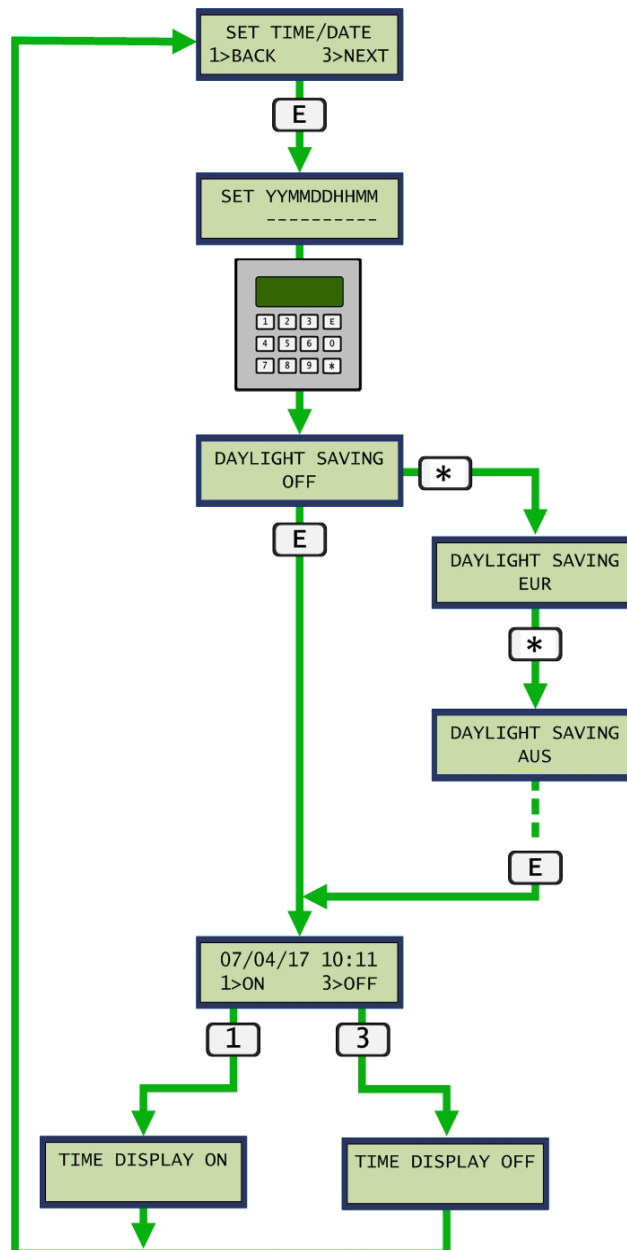 SET TIME/DATE
1>BACK 3>NEXT
E
SET YYMMDDHHMM
----------
1 2 3 E
4 5 6 0
7 8 9 *
DAYLIGHT SAVING
OFF
*
E
DAYLIGHT SAVING
EUR
*
DAYLIGHT SAVING
AUS
E
07/04/17 10:11
1>ON 3>OFF
1
3
TIME DISPLAY ON
TIME DISPLAY OFF